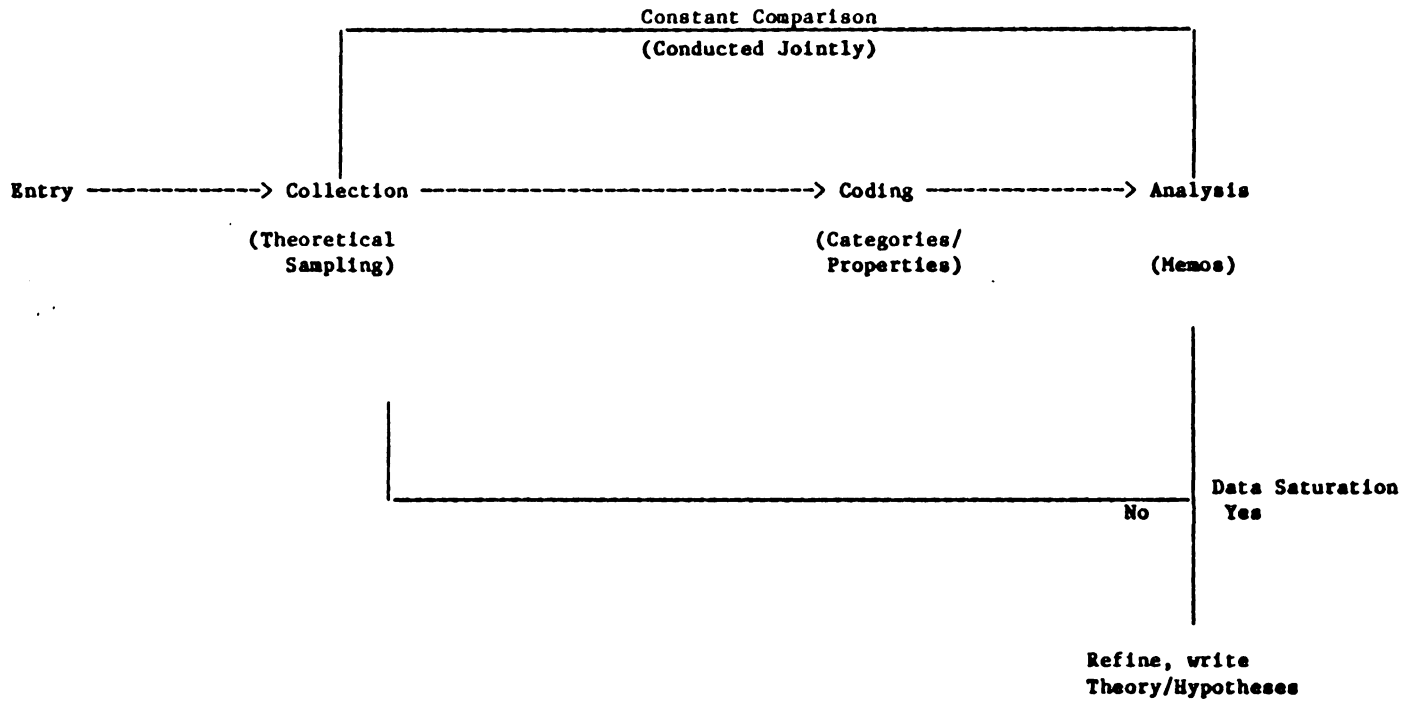 Constant Comparison
(Conducted Jointly)
Entry -------------> Collection --------------------------> Coding -------------> Analysis
(Theoretical Sampling)
(Categories/
Properties)
(Memos)
Data Saturation
No Yes
Refine, write
Theory/Hypotheses